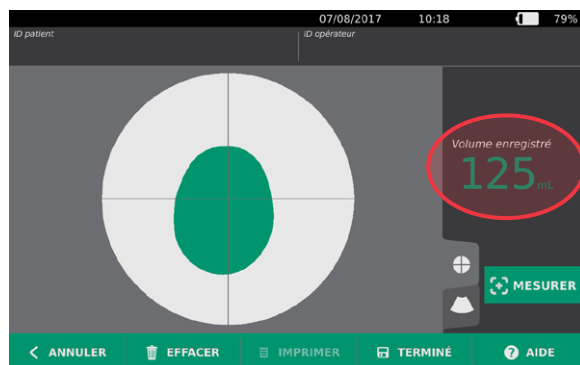 07/08/2017 10:18 79%
ID patient ID opérateur
Volume enregistré
125 mL
MESURER
ANNULER EFFACER IMPRIMER TERMINÉ AIDE